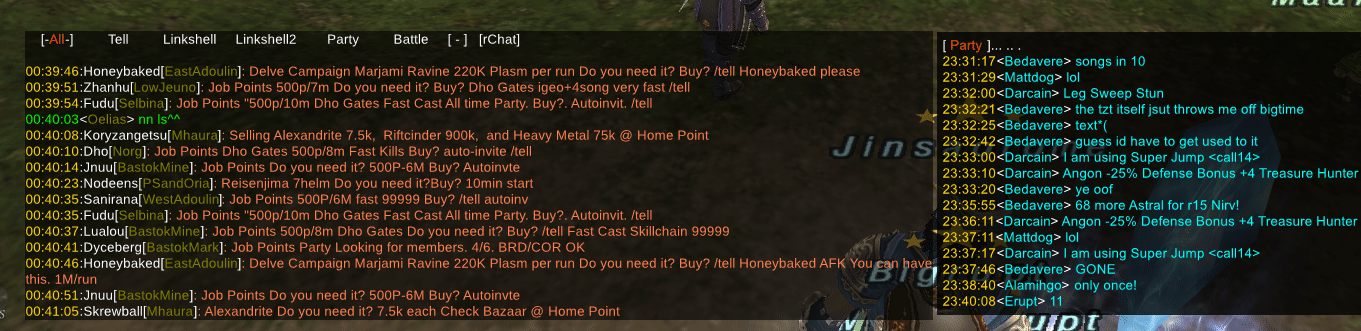 [-All-] Tell Linkshell Linkshell2 Party Battle [ - ] [rChat]
00:39:46:Honeybaked[EastAdoulin]: Delve Campaign Marjami Ravine 220K Plasm per run Do you need it? Buy? /tell Honeybaked please
00:39:51:Zhanhu[LowJeuno]: Job Points 500p/7m Do you need it? Buy? Dho Gates igeo+4song very fast /tell
00:39:54:Fudu[Selbina]: Job Points "500p/10m Dho Gates Fast Cast All time Party. Buy?. Autoinvit. /tell
00:40:03<Oelias> nn ls^^
00:40:08:Koryzangetsu[Mhaura]: Selling Alexandrite 7.5k, Riftcinder 900k, and Heavy Metal 75k @ Home Point
00:40:10:Dho[Norg]: Job Points Dho Gates 500p/8m Fast Kills Buy? auto-invite /tell
00:40:14:Jnuu[BastokMine]: Job Points Do you need it? 500P-6M Buy? Autoinvte
00:40:23:Nodeens[PSandOria]: Reisenjima 7helm Do you need it?Buy? 10min start
00:40:35:Sanirana[WestAdoulin]: Job Points 500P/6M fast 99999 Buy? /tell autoinv
00:40:35:Fudu[Selbina]: Job Points "500p/10m Dho Gates Fast Cast All time Party. Buy?. Autoinvit. /tell
00:40:37:Lualou[BastokMine]: Job Points 500p/8m Dho Gates Do you need it? Buy? /tell Fast Cast Skillchain 99999
00:40:41:Dyceberg[BastokMark]: Job Points Party Looking for members. 4/6. BRD/COR OK
00:40:46:Honeybaked[EastAdoulin]: Delve Campaign Marjami Ravine 220K Plasm per run Do you need it? Buy? /tell Honeybaked AFK You can have
this. 1M/run
00:40:51:Jnuu[BastokMine]: Job Points Do you need it? 500P-6M Buy? Autoinvte
00:41:05:Skrewball[Mhaura]: Alexandrite Do you need it? 7.5k each Check Bazaar @ Home Point
[ Party ]... .. .
23:31:17<Bedavere> songs in 10
23:31:29<Mattdog> lol
23:32:00<Darcain> Leg Sweep Stun
23:32:21<Bedavere> the tzt itself jsut throws me off bigtime
23:32:25<Bedavere> text*(
23:32:42<Bedavere> guess id have to get used to it
23:33:00<Darcain> I am using Super Jump <call14>
23:33:10<Darcain> Angon -25% Defense Bonus +4 Treasure Hunter
23:33:20<Bedavere> ye oof
23:35:55<Bedavere> 68 more Astral for r15 Nirv!
23:36:11<Darcain> Angon -25% Defense Bonus +4 Treasure Hunter
23:37:11<Mattdog> lol
23:37:17<Darcain> I am using Super Jump <call14>
23:37:46<Bedavere> GONE
23:38:40<Alamihgo> only once!
23:40:08<Erupt> 11